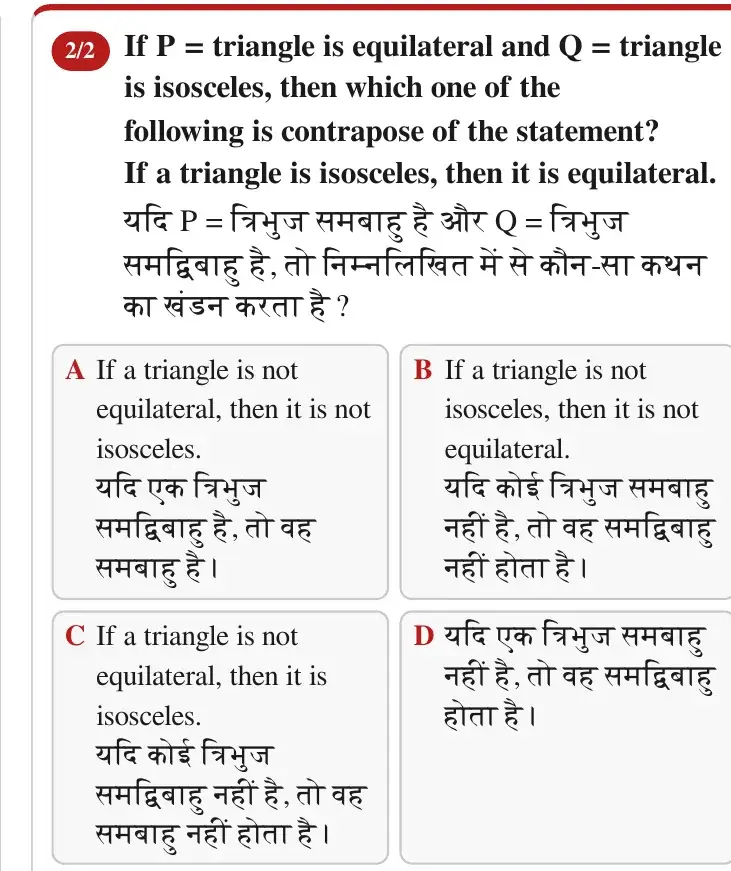 2/2 If P = triangle is equilateral and Q = triangle
is isosceles, then which one of the
following is contrapose of the statement?
If a triangle is isosceles, then it is equilateral.
यदि P = त्रिभुज समबाहु है और Q = त्रिभुज
समद्विबाहु है, तो निम्नलिखित में से कौन-सा कथन
का खंडन करता है ?
A If a triangle is not
equilateral, then it is not
isosceles.
यदि एक त्रिभुज
समद्विबाहु है, तो वह
समबाहु है।
B If a triangle is not
isosceles, then it is not
equilateral.
यदि कोई त्रिभुज समबाहु
नहीं है, तो वह समद्विबाहु
नहीं होता है।
C If a triangle is not
equilateral, then it is
isosceles.
यदि कोई त्रिभुज
समद्विबाहु नहीं है, तो वह
समबाहु नहीं होता है।
D यदि एक त्रिभुज समबाहु
नहीं है, तो वह समद्विबाहु
होता है।